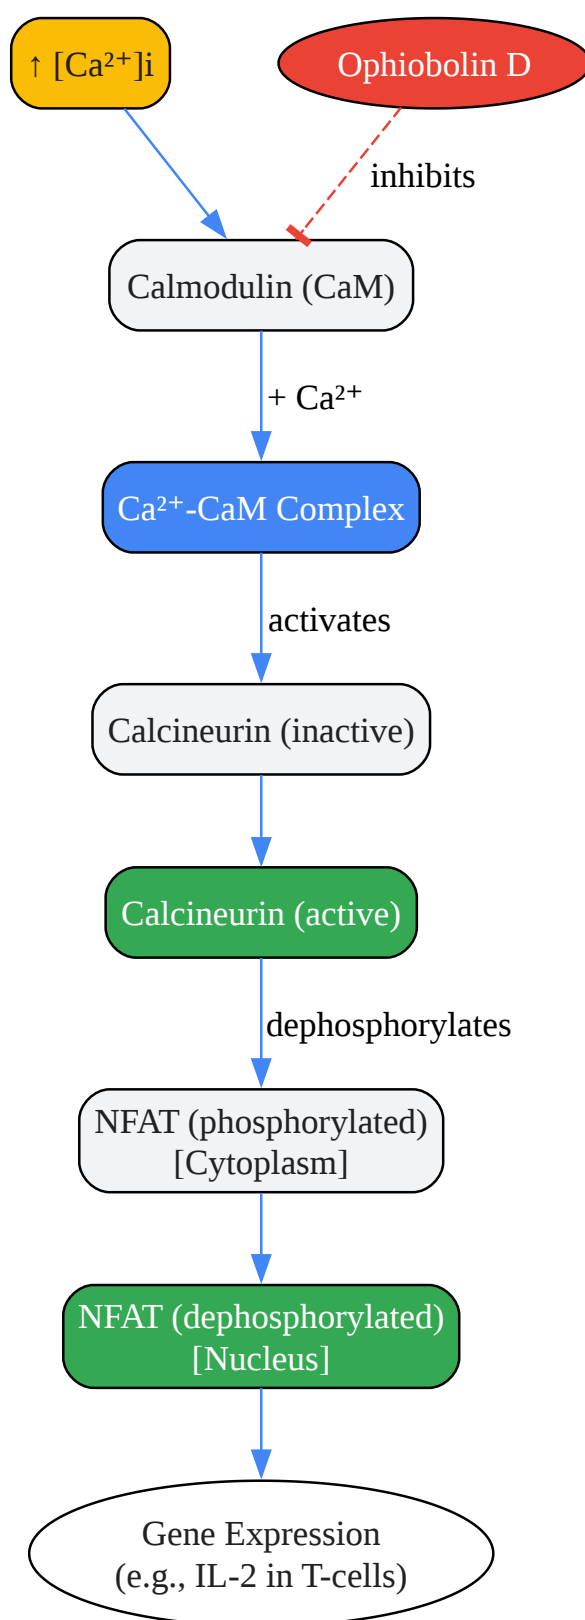 ↑ [Ca²⁺]i
Ophiobolin D
inhibits
Calmodulin (CaM)
+ Ca²⁺
Ca²⁺-CaM Complex
activates
Calcineurin (inactive)
Calcineurin (active)
dephosphorylates
NFAT (phosphorylated)
[Cytoplasm]
NFAT (dephosphorylated)
[Nucleus]
Gene Expression
(e.g., IL-2 in T-cells)